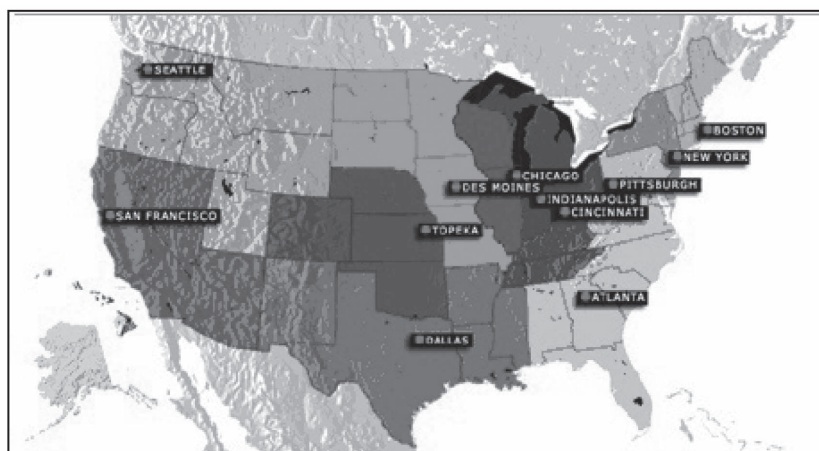 SEATTLE
BOSTON
NEW YORK
CHICAGO
PITTSBURGH
DES MOINES
INDIANAPOLIS
CINCINNATI
SAN FRANCISCO
TOPEKA
ATLANTA
DALLAS